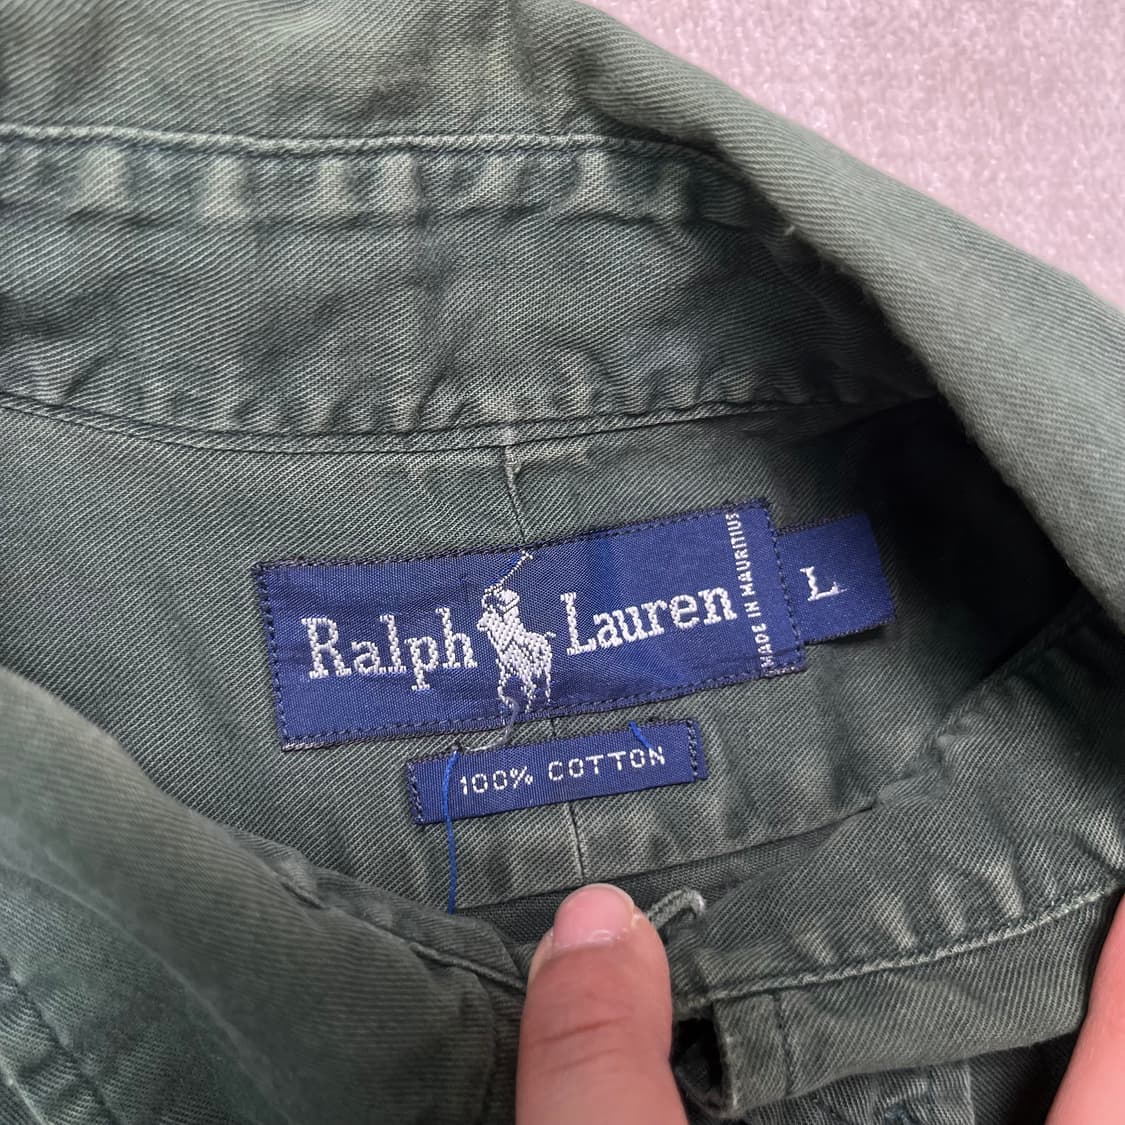 Ralph Lauren
MADE IN MAURITIUS
L
100% COTTON